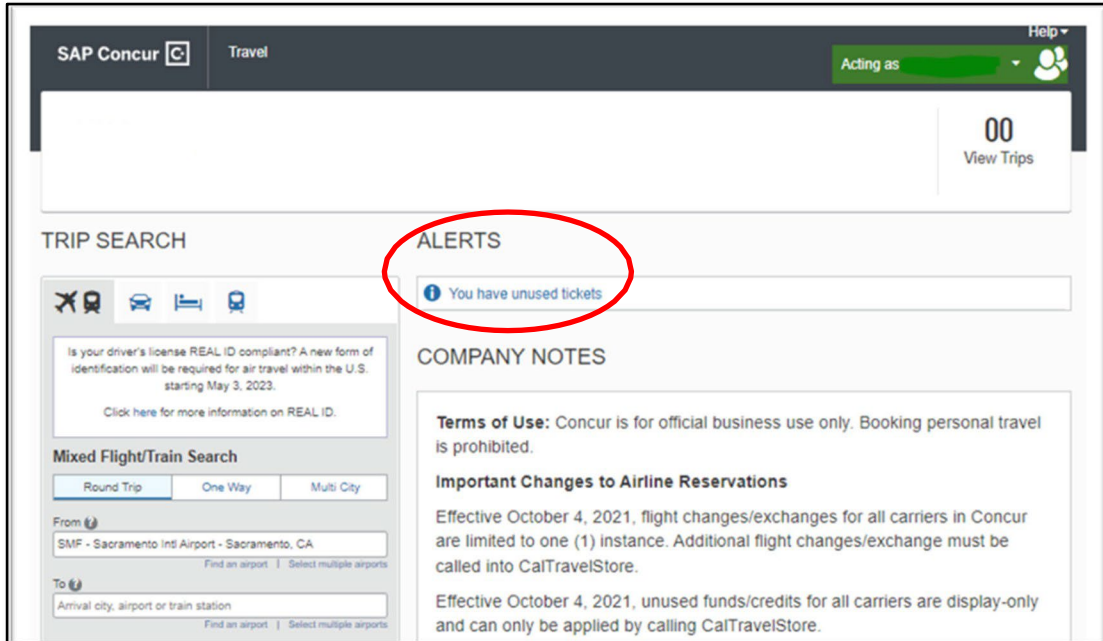 Help
SAP Concur C Travel
Acting as
00
View Trips
TRIP SEARCH
Is your driver's license REAL ID compliant? A new form of
identification will be required for air travel within the U.S.
starting May 3, 2023.
Click here for more information on REAL ID.
Mixed Flight/Train Search
Round Trip One Way Multi City
From ?
SMF - Sacramento Intl Airport - Sacramento, CA
Find an airport | Select multiple airports
To ?
Arrival city, airport or train station
Find an airport | Select multiple airports
ALERTS
i You have unused tickets
COMPANY NOTES
Terms of Use: Concur is for official business use only. Booking personal travel
is prohibited.
Important Changes to Airline Reservations
Effective October 4, 2021, flight changes/exchanges for all carriers in Concur
are limited to one (1) instance. Additional flight changes/exchange must be
called into CalTravelStore.
Effective October 4, 2021, unused funds/credits for all carriers are display-only
and can only be applied by calling CalTravelStore.